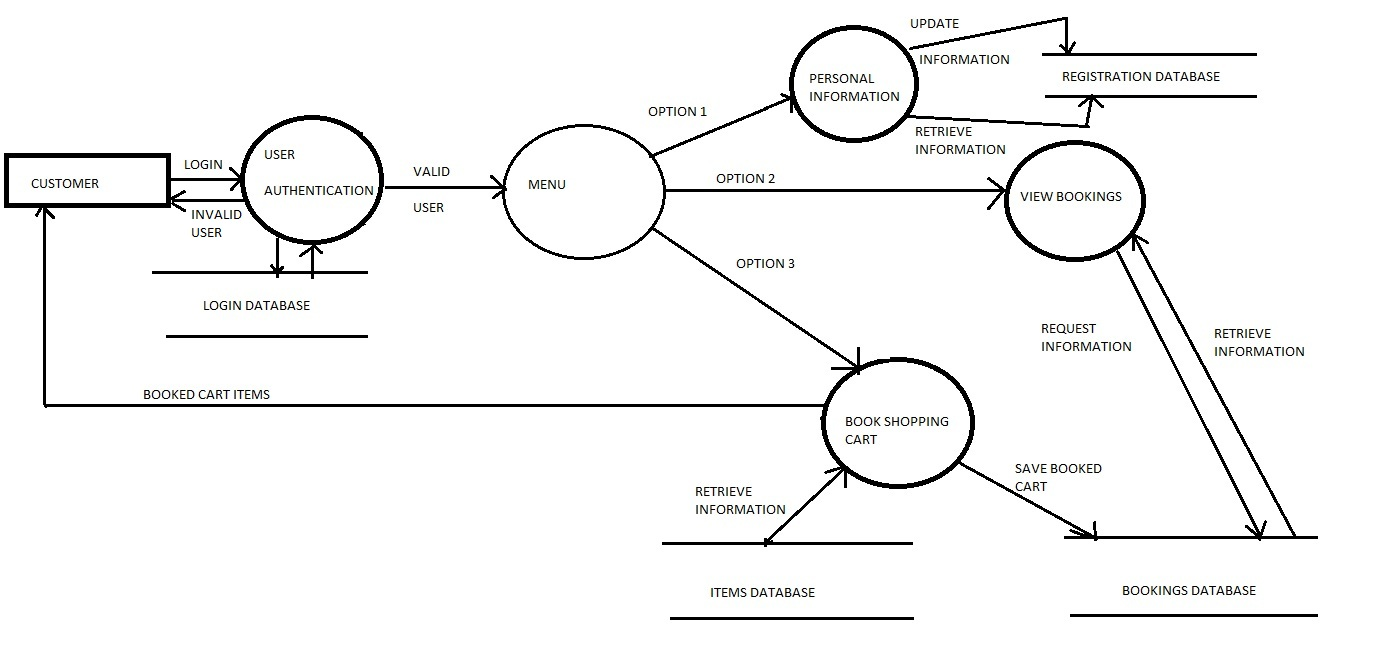 UPDATE
INFORMATION
PERSONAL
INFORMATION
REGISTRATION DATABASE
OPTION 1
RETRIEVE
INFORMATION
CUSTOMER
LOGIN
INVALID
USER
USER
AUTHENTICATION
VALID
USER
MENU
OPTION 2
VIEW BOOKINGS
OPTION 3
LOGIN DATABASE
REQUEST
INFORMATION
RETRIEVE
INFORMATION
BOOKED CART ITEMS
BOOK SHOPPING
CART
SAVE BOOKED
CART
RETRIEVE
INFORMATION
ITEMS DATABASE
BOOKINGS DATABASE